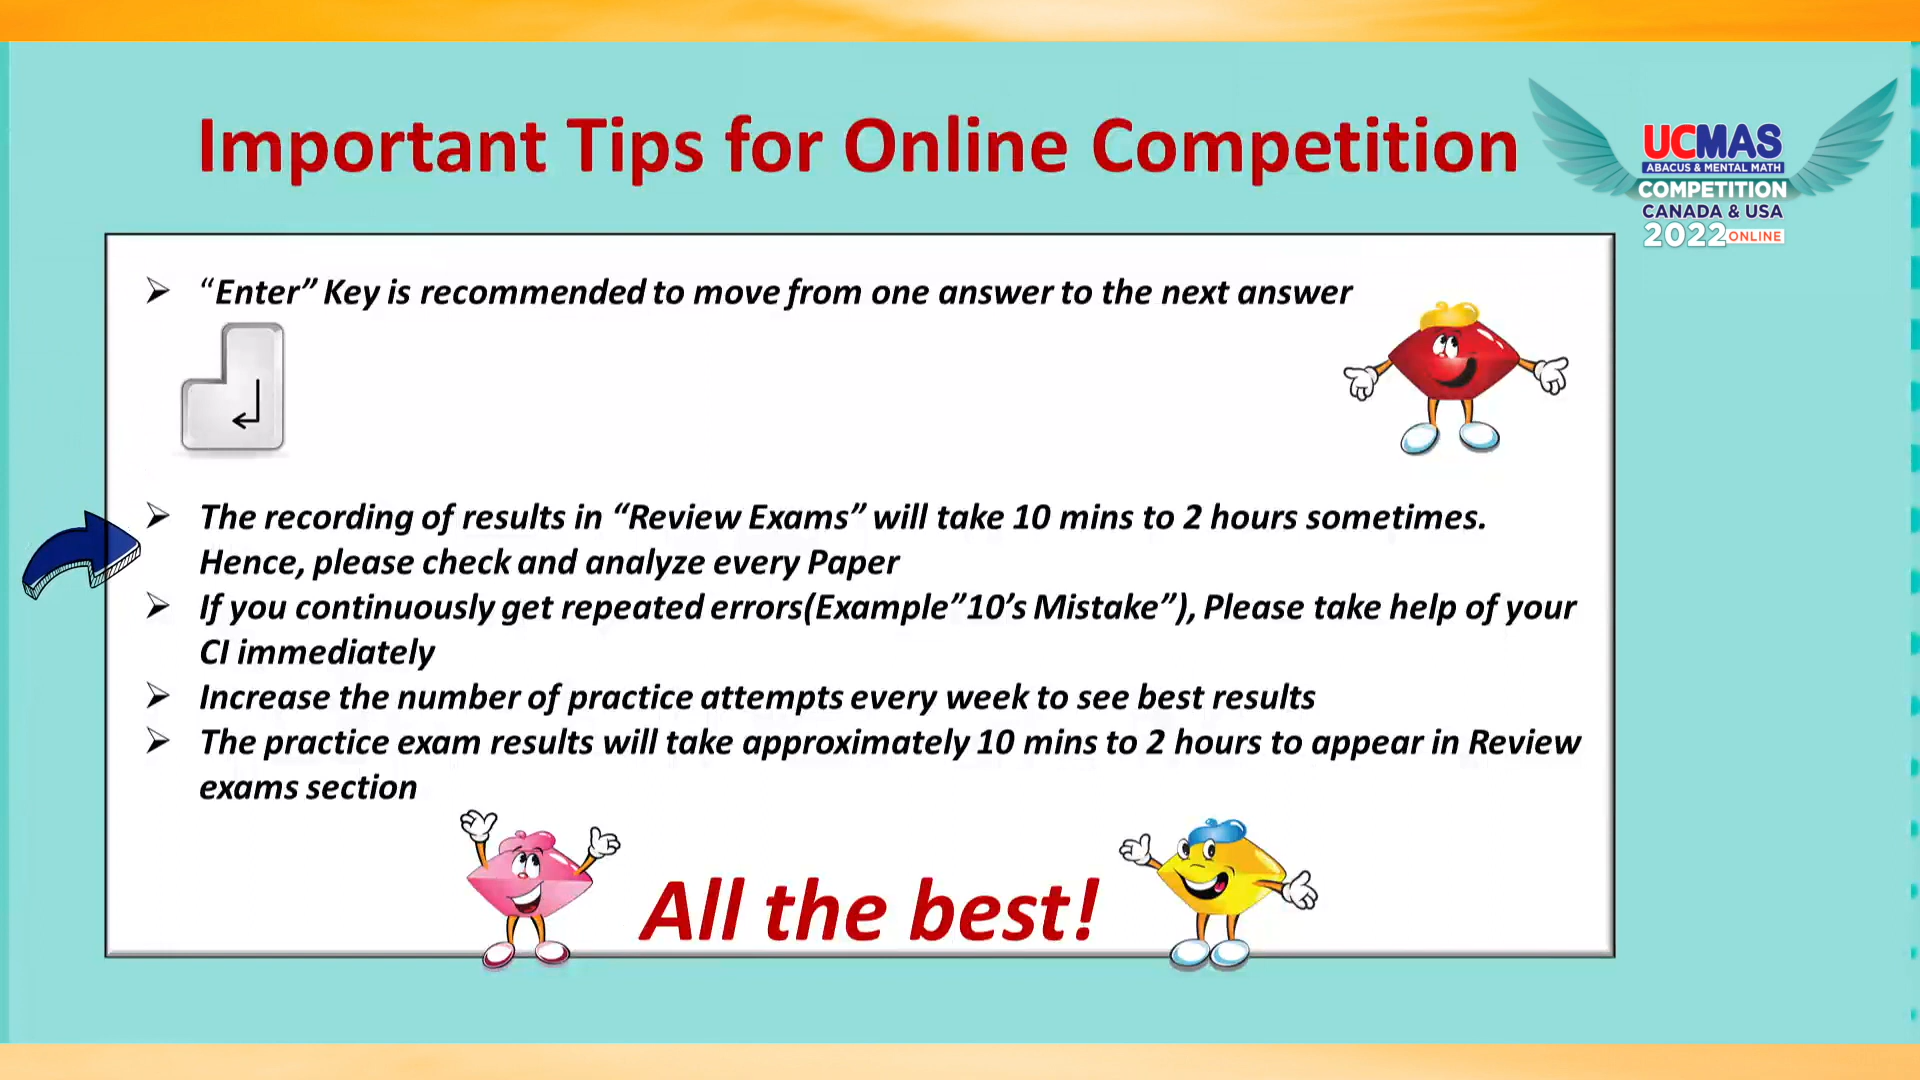 Important Tips for Online Competition
UCMAS
ABACUS & MENTAL MATH
COMPETITION
CANADA & USA
2022 ONLINE
➢ “Enter” Key is recommended to move from one answer to the next answer
➢ The recording of results in “Review Exams” will take 10 mins to 2 hours sometimes.
Hence, please check and analyze every Paper
➢ If you continuously get repeated errors(Example”10’s Mistake”), Please take help of your
CI immediately
➢ Increase the number of practice attempts every week to see best results
➢ The practice exam results will take approximately 10 mins to 2 hours to appear in Review
exams section
All the best!